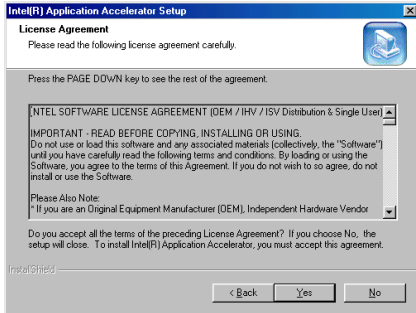 Intel(R) Application Accelerator Setup
License Agreement
Please read the following license agreement carefully.
Press the PAGE DOWN key to see the rest of the agreement.
INTEL SOFTWARE LICENSE AGREEMENT (OEM / IHV / ISV Distribution & Single User)
IMPORTANT - READ BEFORE COPYING, INSTALLING OR USING.
Do not use or load this software and any associated materials (collectively, the "Software")
until you have carefully read the following terms and conditions. By loading or using the
Software, you agree to the terms of this Agreement. If you do not wish to so agree, do not
install or use the Software.
Please Also Note:
* If you are an Original Equipment Manufacturer (OEM), Independent Hardware Vendor
Do you accept all the terms of the preceding License Agreement? If you choose No, the
setup will close. To install Intel(R) Application Accelerator, you must accept this agreement.
InstallShield
< Back
Yes
No